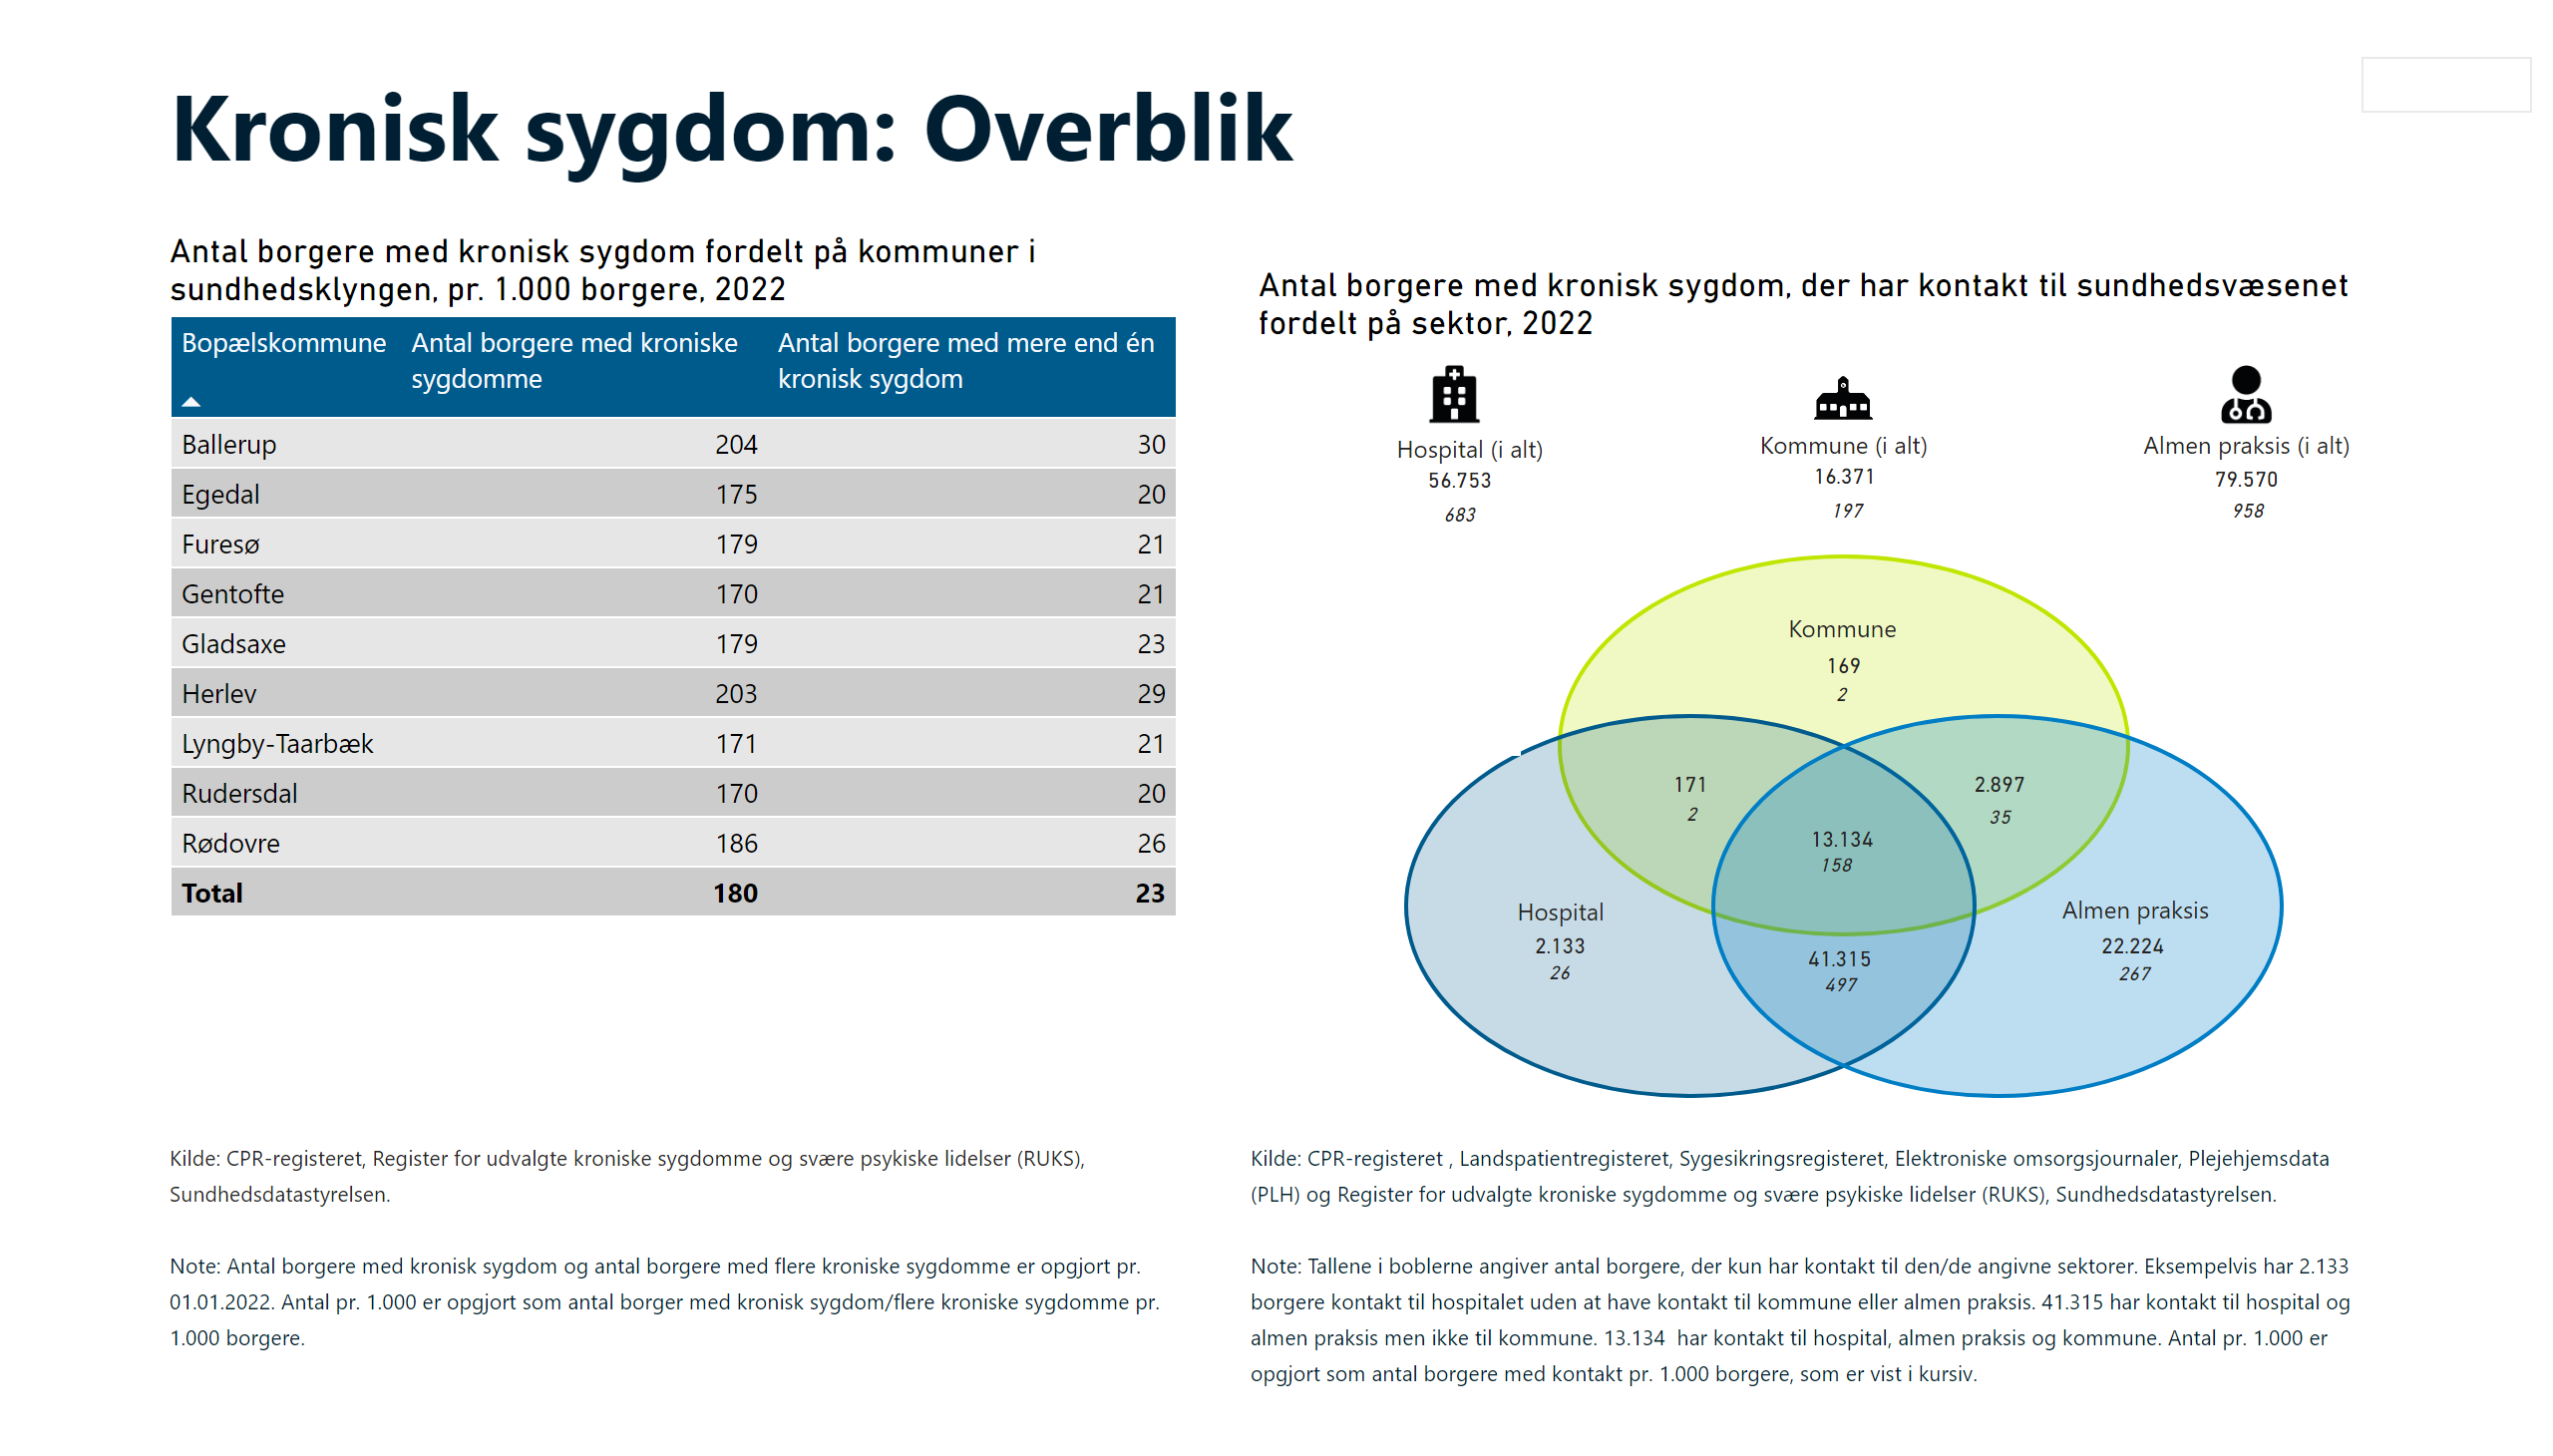 Kronisk sygdom: Overblik
Antal borgere med kronisk sygdom fordelt på kommuner i
sundhedsklyngen, pr. 1.000 borgere, 2022
Bopælskommune Antal borgere med kroniske sygdomme Antal borgere med mere end én kronisk sygdom
Ballerup 204 30
Egedal 175 20
Furesø 179 21
Gentofte 170 21
Gladsaxe 179 23
Herlev 203 29
Lyngby-Taarbæk 171 21
Rudersdal 170 20
Rødovre 186 26
Total 180 23
Kilde: CPR-registeret, Register for udvalgte kroniske sygdomme og svære psykiske lidelser (RUKS),
Sundhedsdatastyrelsen.
Note: Antal borgere med kronisk sygdom og antal borgere med flere kroniske sygdomme er opgjort pr.
01.01.2022. Antal pr. 1.000 er opgjort som antal borger med kronisk sygdom/flere kroniske sygdomme pr.
1.000 borgere.
Antal borgere med kronisk sygdom, der har kontakt til sundhedsvæsenet
fordelt på sektor, 2022
Hospital (i alt)
56.753
683
Kommune (i alt)
16.371
197
Almen praksis (i alt)
79.570
958
Kommune
169
2
171
2
2.897
35
13.134
158
Hospital
2.133
26
41.315
497
Almen praksis
22.224
267
Kilde: CPR-registeret , Landspatientregisteret, Sygesikringsregisteret, Elektroniske omsorgsjournaler, Plejehjemsdata
(PLH) og Register for udvalgte kroniske sygdomme og svære psykiske lidelser (RUKS), Sundhedsdatastyrelsen.
Note: Tallene i boblerne angiver antal borgere, der kun har kontakt til den/de angivne sektorer. Eksempelvis har 2.133
borgere kontakt til hospitalet uden at have kontakt til kommune eller almen praksis. 41.315 har kontakt til hospital og
almen praksis men ikke til kommune. 13.134 har kontakt til hospital, almen praksis og kommune. Antal pr. 1.000 er
opgjort som antal borgere med kontakt pr. 1.000 borgere, som er vist i kursiv.